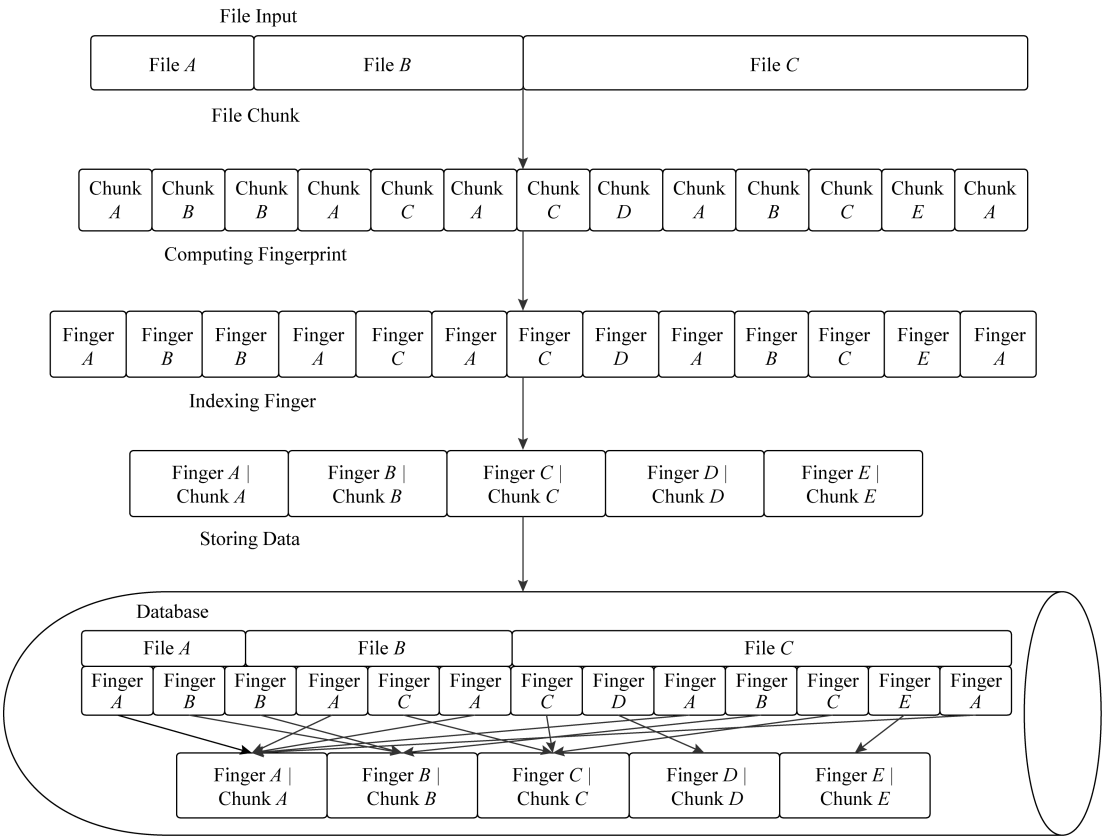 File Input
File A File B File C
File Chunk
Chunk Chunk Chunk Chunk Chunk Chunk Chunk Chunk Chunk Chunk Chunk Chunk Chunk
A B B A C A C D A B C E A
Computing Fingerprint
Finger Finger Finger Finger Finger Finger Finger Finger Finger Finger Finger Finger Finger
A B B A C A C D A B C E A
Indexing Finger
Finger A | Finger B | Finger C | Finger D | Finger E |
Chunk A Chunk B Chunk C Chunk D Chunk E
Storing Data
Database
File A File B File C
Finger Finger Finger Finger Finger Finger Finger Finger Finger Finger Finger Finger Finger
A B B A C A C D A B C E A
Finger A | Finger B | Finger C | Finger D | Finger E |
Chunk A Chunk B Chunk C Chunk D Chunk E